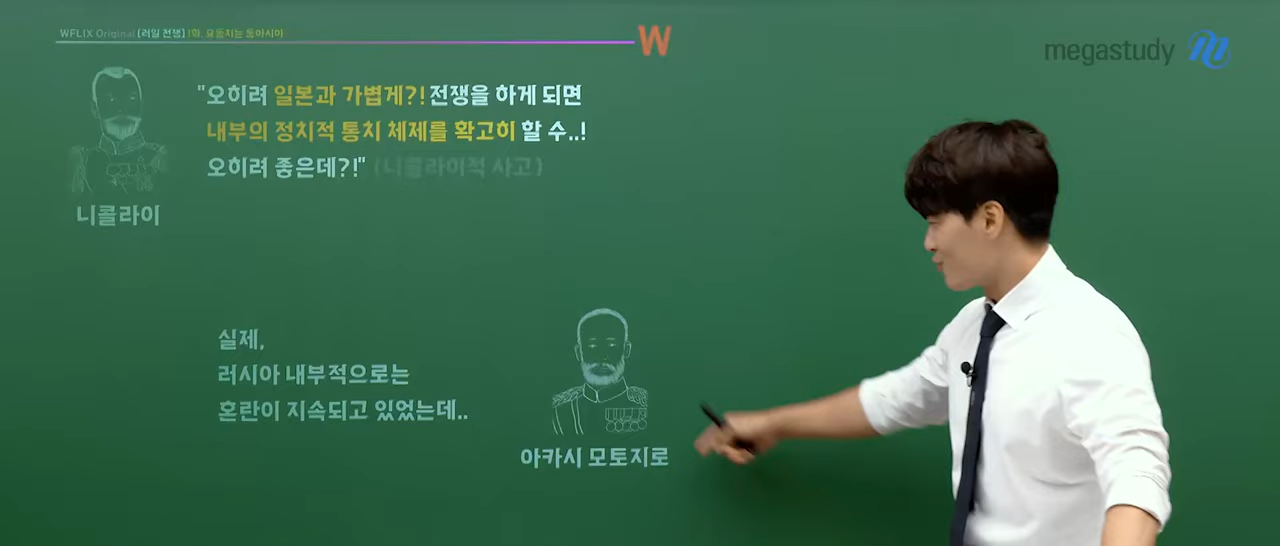 WFLIX Original [러일 전쟁] 1화. 요동치는 동아시아
W
megastudy
"오히려 일본과 가볍게?! 전쟁을 하게 되면
내부의 정치적 통치 체제를 확고히 할 수..!
오히려 좋은데?!" (니콜라이적 사고)
니콜라이
실제,
러시아 내부적으로는
혼란이 지속되고 있었는데..
아카시 모토지로